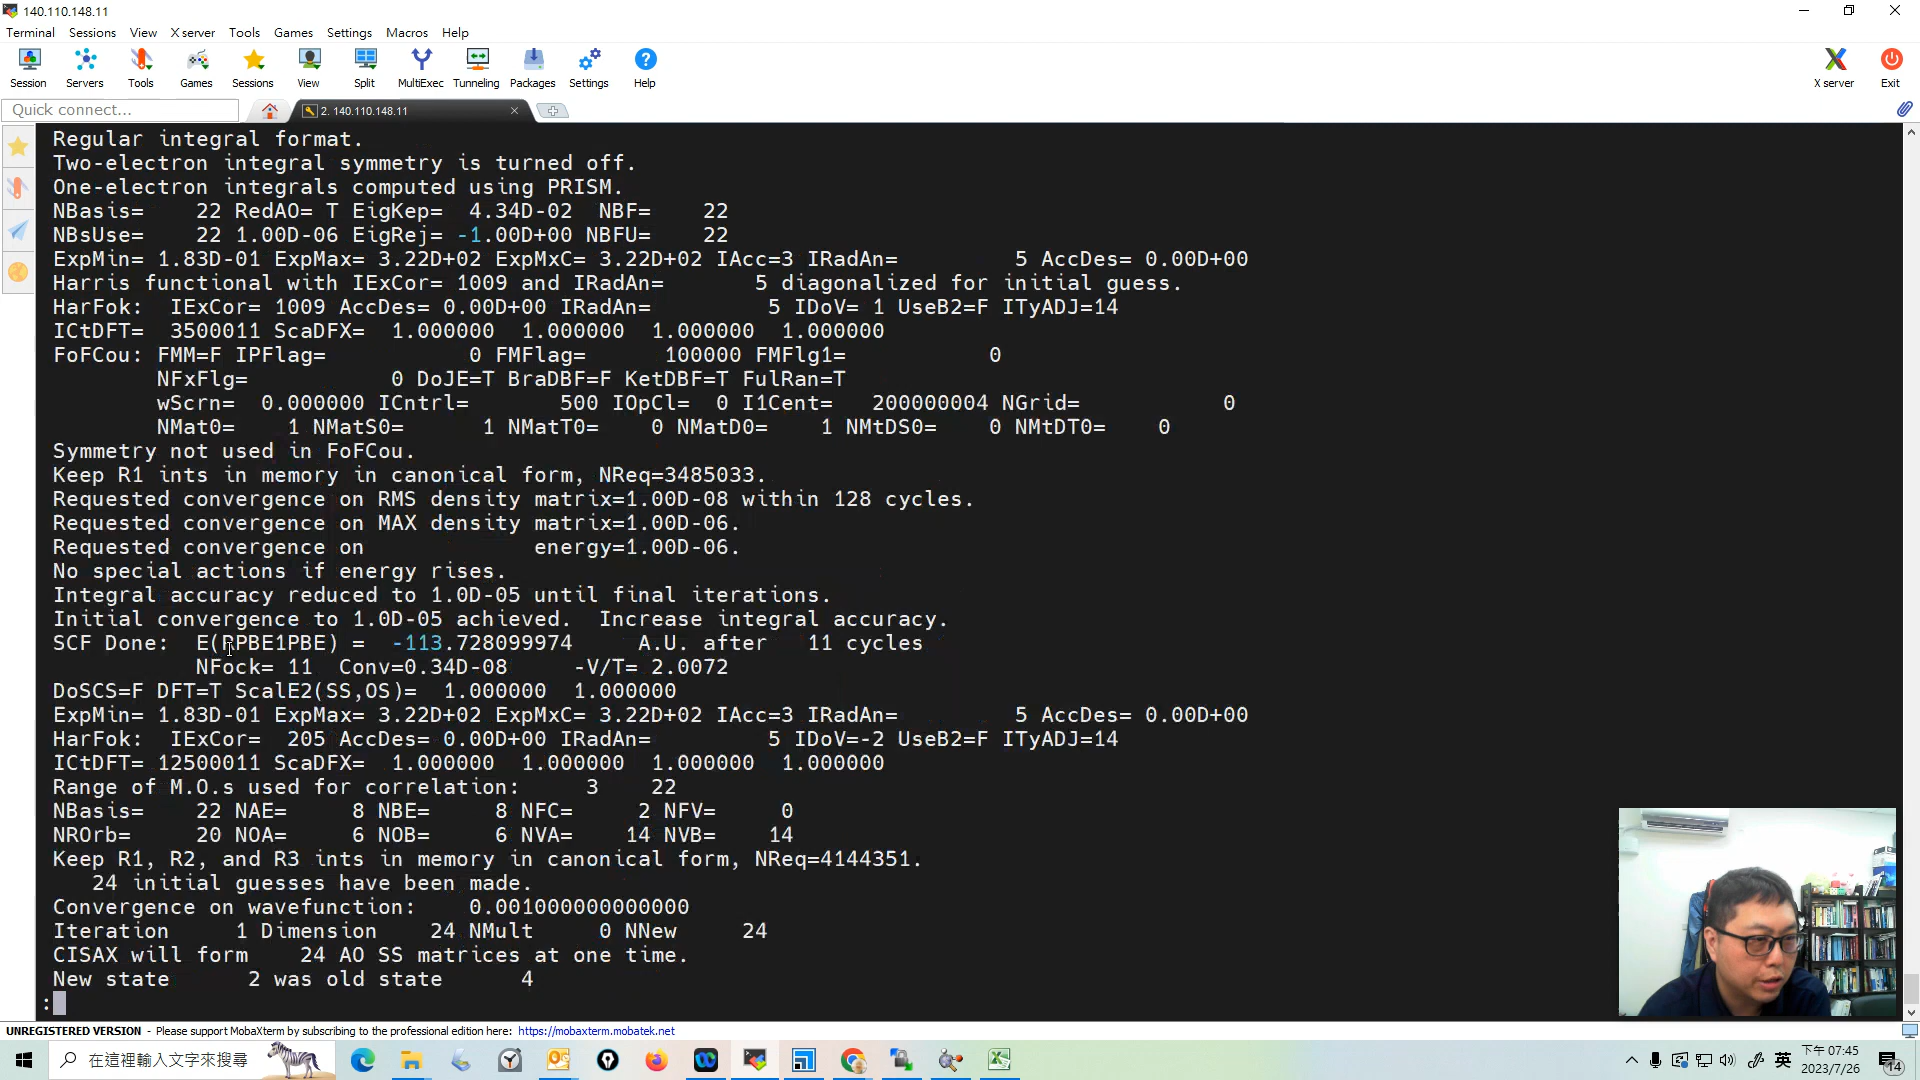 140.110.148.11
Terminal Sessions View X server Tools Games Settings Macros Help
Session Servers Tools Games Sessions View Split MultiExec Tunneling Packages Settings Help X server Exit
Quick connect... 2. 140.110.148.11
Regular integral format.
Two-electron integral symmetry is turned off.
One-electron integrals computed using PRISM.
NBasis=    22 RedAO= T EigKep=  4.34D-02  NBF=    22
NBsUse=    22 1.00D-06 EigRej= -1.00D+00 NBFU=    22
ExpMin= 1.83D-01 ExpMax= 3.22D+02 ExpMxC= 3.22D+02 IAcc=3 IRadAn=         5 AccDes= 0.00D+00
Harris functional with IExCor= 1009 and IRadAn=       5 diagonalized for initial guess.
HarFok:  IExCor= 1009 AccDes= 0.00D+00 IRadAn=         5 IDoV= 1 UseB2=F ITyADJ=14
ICtDFT=  3500011 ScaDFX=  1.000000  1.000000  1.000000  1.000000
FoFCou: FMM=F IPFlag=           0 FMFlag=      100000 FMFlg1=           0
NFxFlg=           0 DoJE=T BraDBF=F KetDBF=T FulRan=T
wScrn=  0.000000 ICntrl=       500 IOpCl=  0 I1Cent=   200000004 NGrid=           0
NMat0=    1 NMatS0=      1 NMatT0=    0 NMatD0=    1 NMtDS0=    0 NMtDT0=    0
Symmetry not used in FoFCou.
Keep R1 ints in memory in canonical form, NReq=3485033.
Requested convergence on RMS density matrix=1.00D-08 within 128 cycles.
Requested convergence on MAX density matrix=1.00D-06.
Requested convergence on             energy=1.00D-06.
No special actions if energy rises.
Integral accuracy reduced to 1.0D-05 until final iterations.
Initial convergence to 1.0D-05 achieved.  Increase integral accuracy.
SCF Done:  E(RPBE1PBE) =  -113.728099974     A.U. after   11 cycles
NFock= 11  Conv=0.34D-08     -V/T= 2.0072
DoSCS=F DFT=T ScalE2(SS,OS)=  1.000000  1.000000
ExpMin= 1.83D-01 ExpMax= 3.22D+02 ExpMxC= 3.22D+02 IAcc=3 IRadAn=         5 AccDes= 0.00D+00
HarFok:  IExCor=  205 AccDes= 0.00D+00 IRadAn=         5 IDoV=-2 UseB2=F ITyADJ=14
ICtDFT= 12500011 ScaDFX=  1.000000  1.000000  1.000000  1.000000
Range of M.O.s used for correlation:     3    22
NBasis=    22 NAE=     8 NBE=     8 NFC=     2 NFV=     0
NROrb=     20 NOA=     6 NOB=     6 NVA=    14 NVB=    14
Keep R1, R2, and R3 ints in memory in canonical form, NReq=4144351.
24 initial guesses have been made.
Convergence on wavefunction:    0.001000000000000
Iteration     1 Dimension    24 NMult     0 NNew     24
CISAX will form    24 AO SS matrices at one time.
New state      2 was old state      4
:
UNREGISTERED VERSION - Please support MobaXterm by subscribing to the professional edition here: https://mobaxterm.mobatek.net
在這裡輸入文字來搜尋
英
下午 07:45
2023/7/26
14